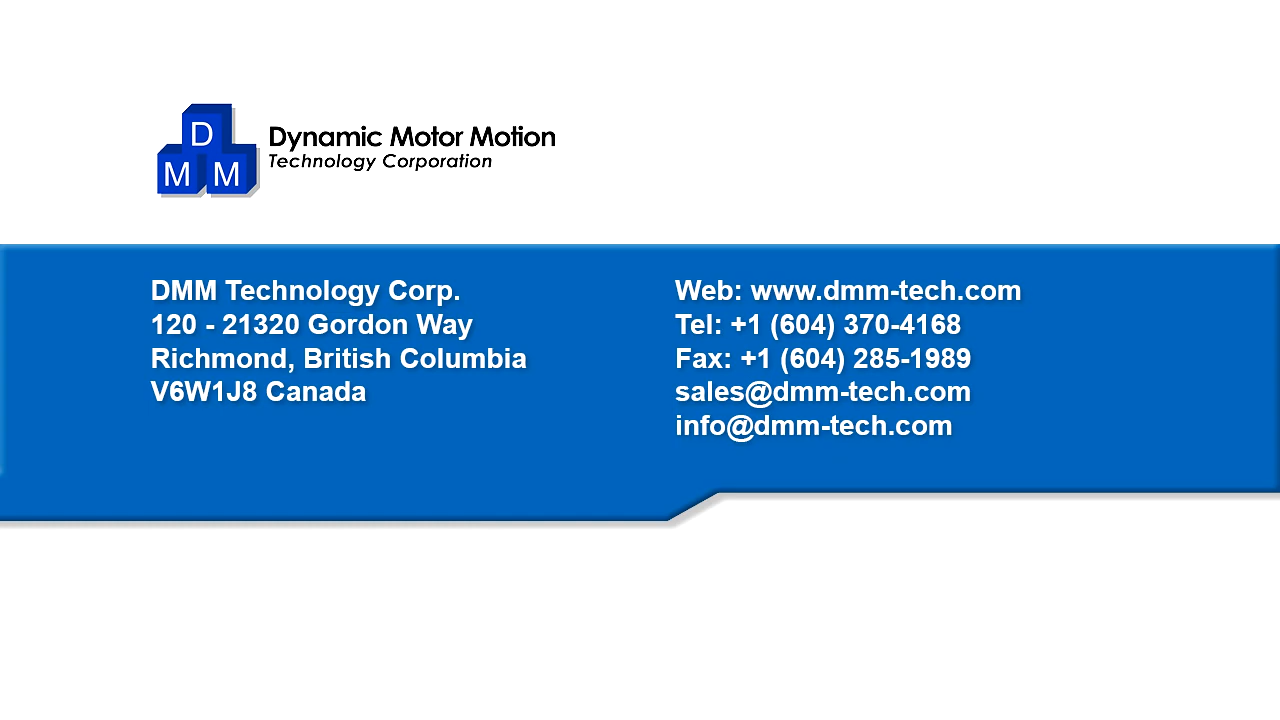 D
M M
Dynamic Motor Motion
Technology Corporation
DMM Technology Corp.
120 - 21320 Gordon Way
Richmond, British Columbia
V6W1J8 Canada
Web: www.dmm-tech.com
Tel: +1 (604) 370-4168
Fax: +1 (604) 285-1989
sales@dmm-tech.com
info@dmm-tech.com